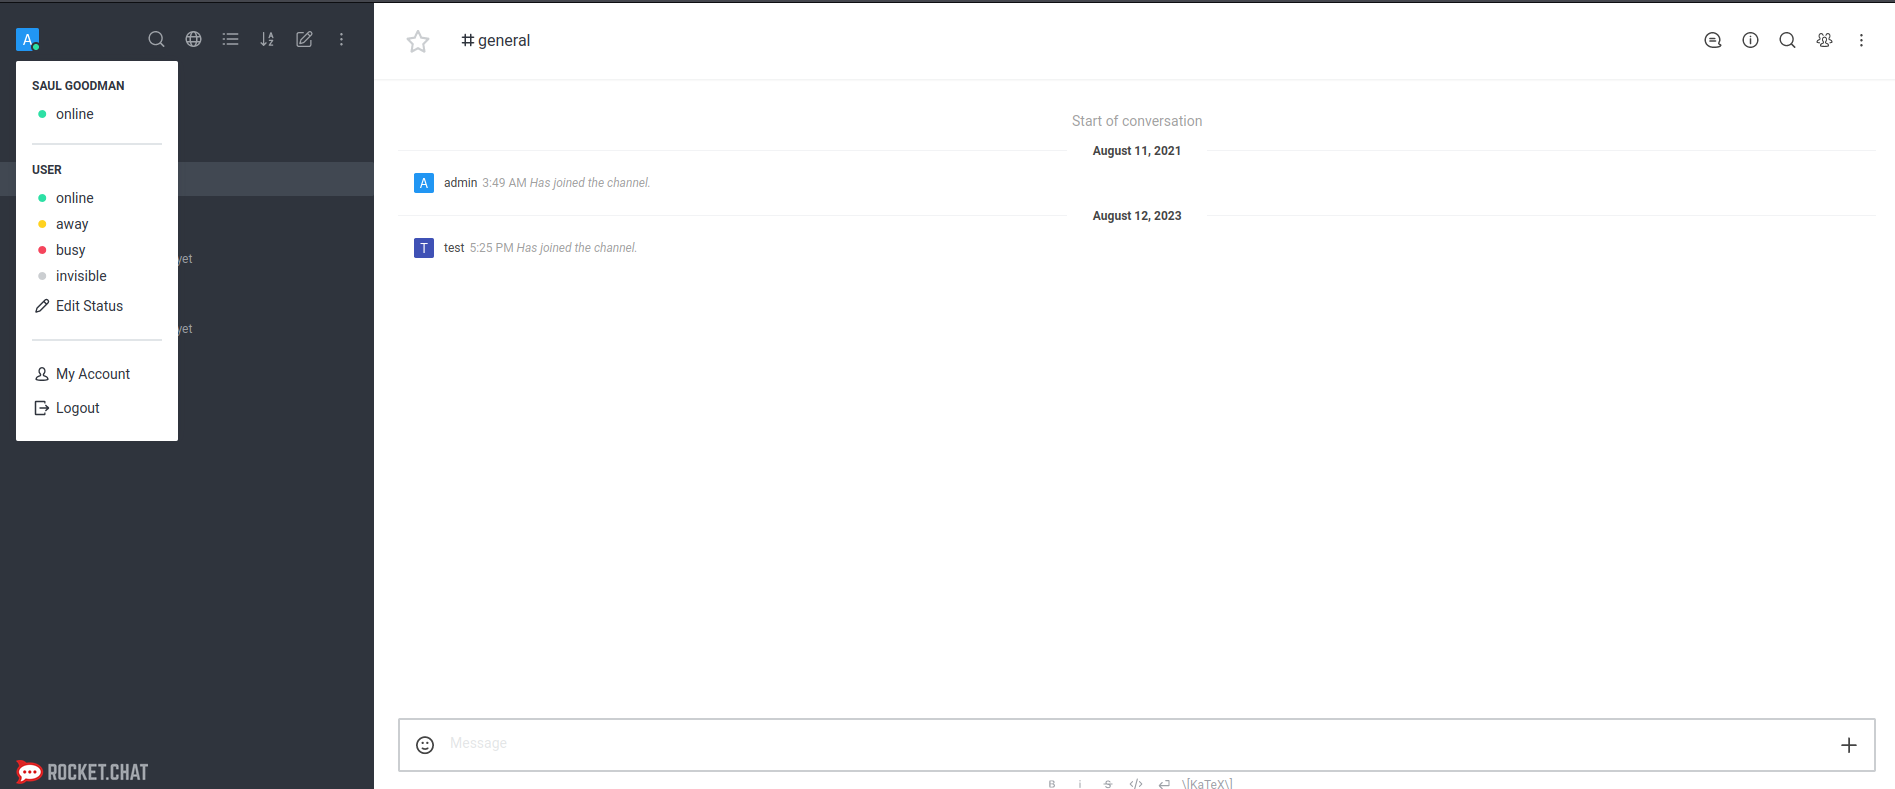 A
SAUL GOODMAN
online
USER
online
away
busy
invisible
Edit Status
My Account
Logout
yet
yet
ROCKET.CHAT
general
Start of conversation
August 11, 2021
A admin 3:49 AM Has joined the channel.
August 12, 2023
T test 5:25 PM Has joined the channel.
Message
B i S </> \[KaTeX\]